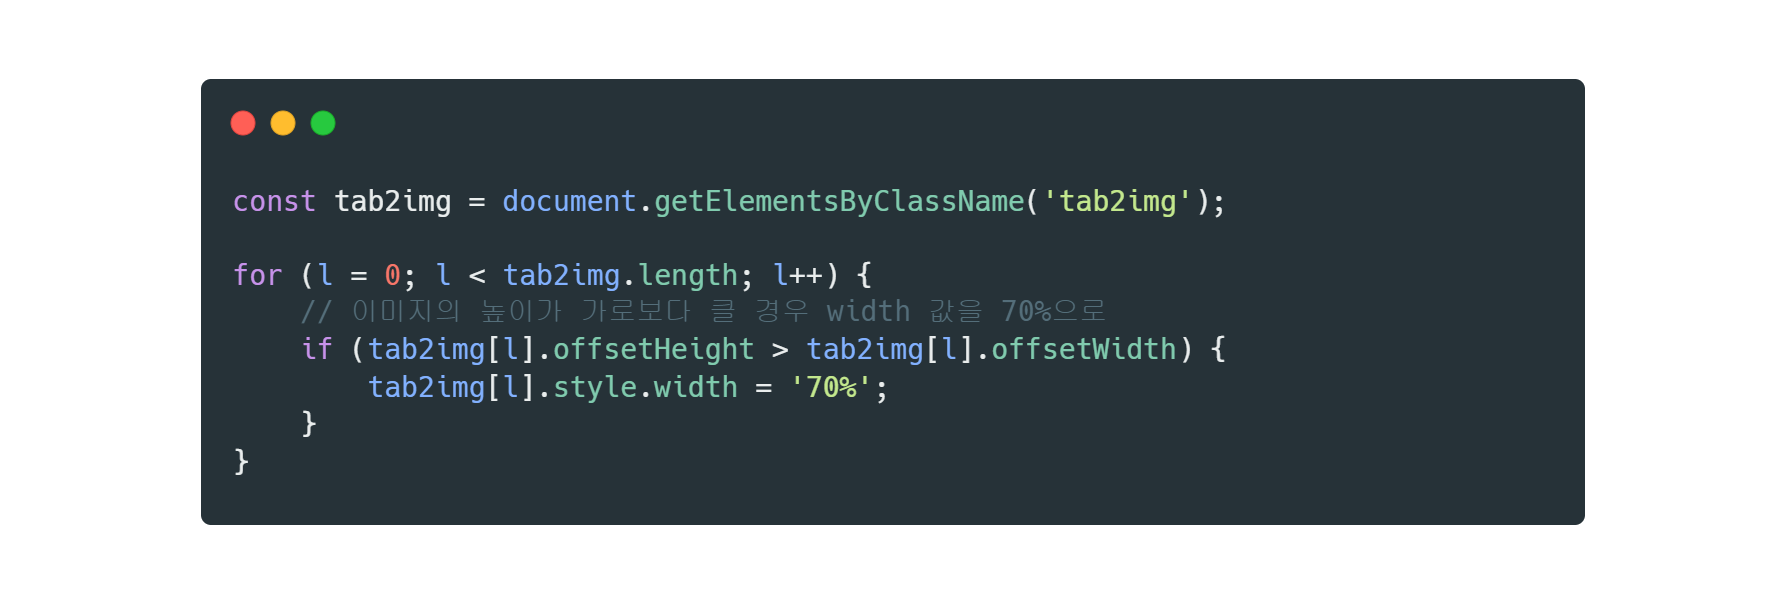 const tab2img = document.getElementsByClassName('tab2img');
for (l = 0; l < tab2img.length; l++) {
// 이미지의 높이가 가로보다 클 경우 width 값을 70%으로
if (tab2img[l].offsetHeight > tab2img[l].offsetWidth) {
tab2img[l].style.width = '70%';
}
}